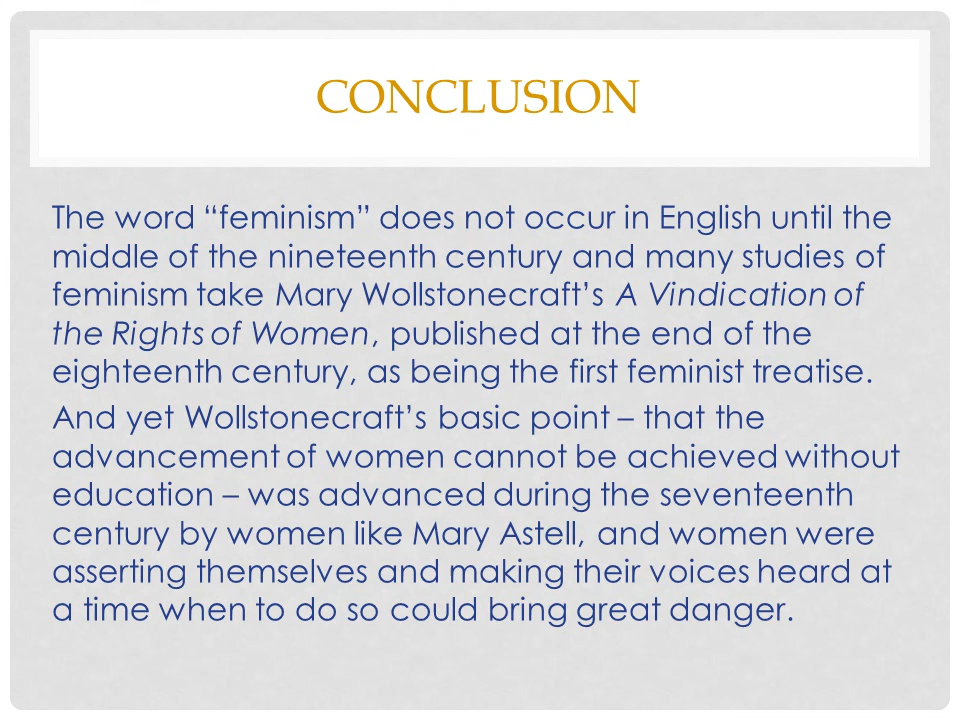 CONCLUSION
The word “feminism” does not occur in English until the
middle of the nineteenth century and many studies of
feminism take Mary Wollstonecraft’s A Vindication of
the Rights of Women, published at the end of the
eighteenth century, as being the first feminist treatise.
And yet Wollstonecraft’s basic point – that the
advancement of women cannot be achieved without
education – was advanced during the seventeenth
century by women like Mary Astell, and women were
asserting themselves and making their voices heard at
a time when to do so could bring great danger.